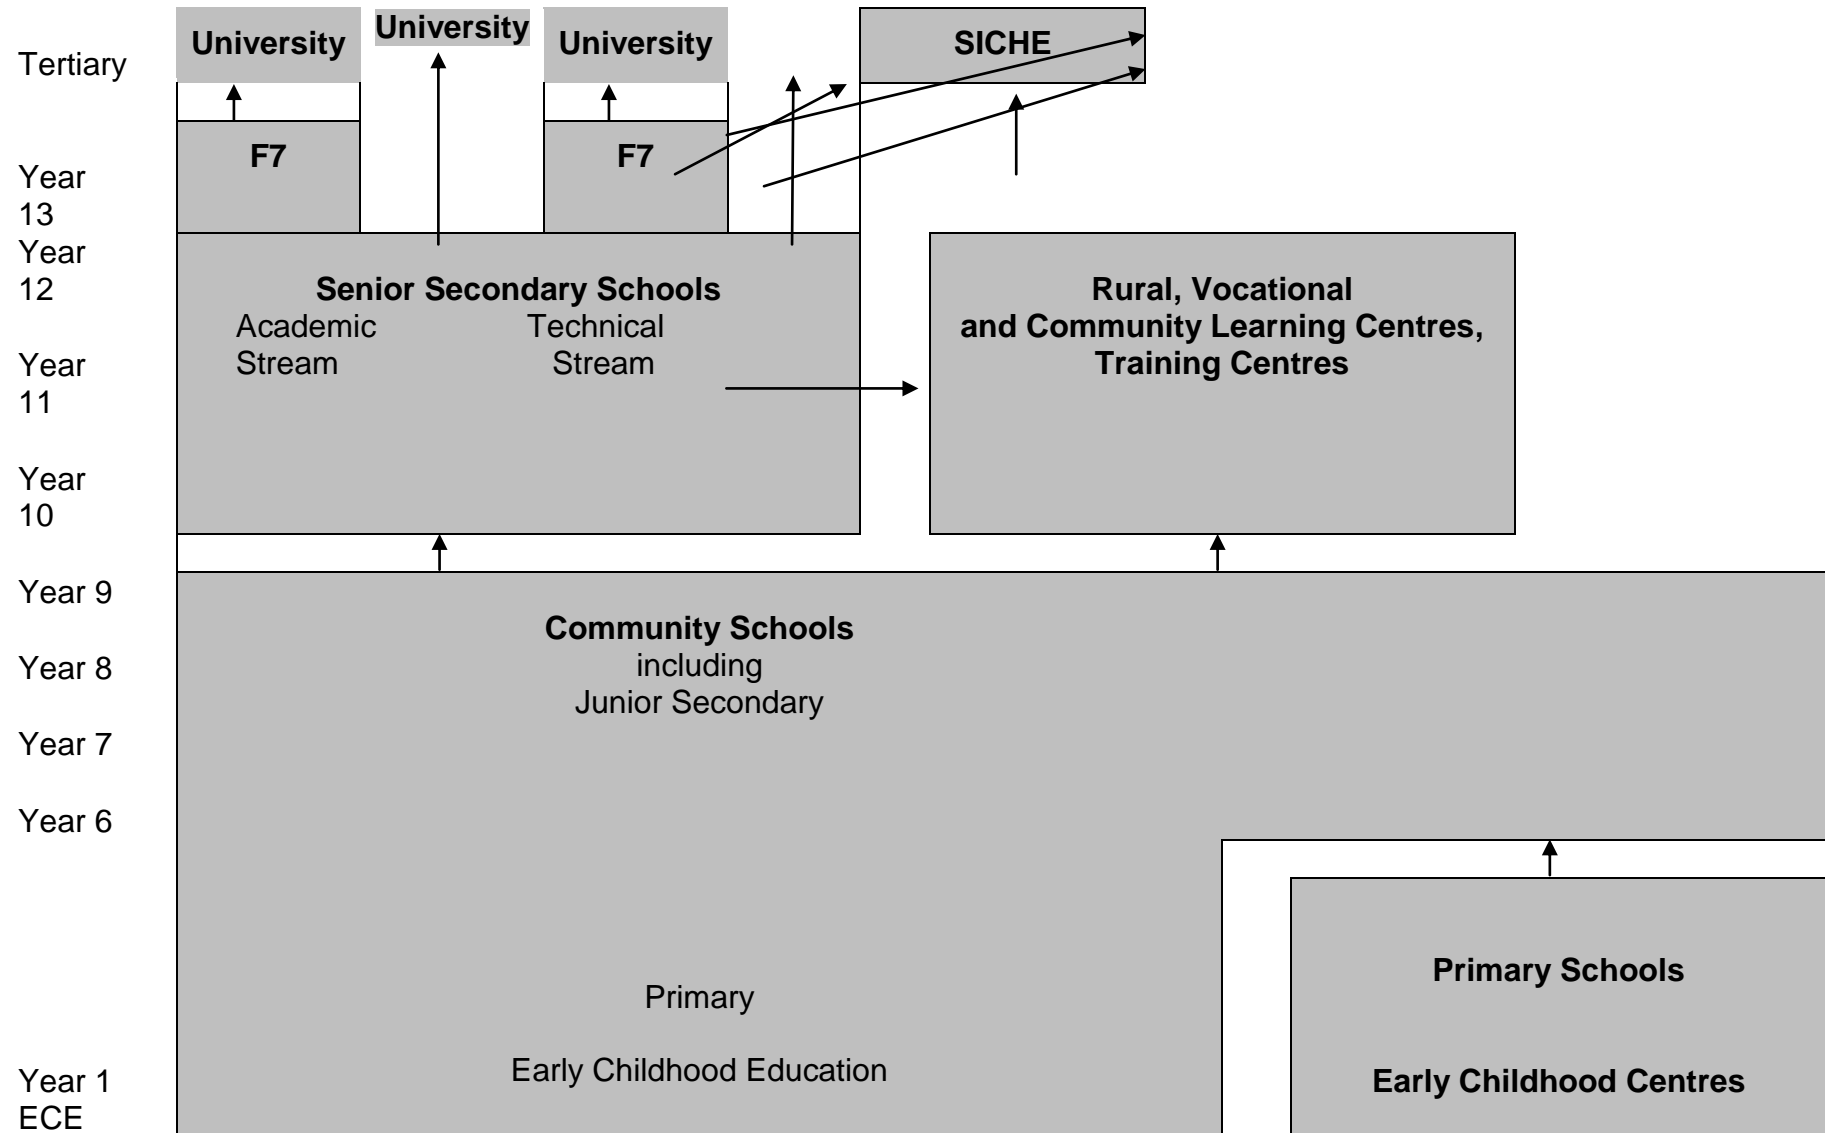 University
University
University
SICHE
Tertiary
F7
F7
Year
13
Year
12
Senior Secondary Schools
Academic
Stream
Technical
Stream
Rural, Vocational
and Community Learning Centres,
Training Centres
Year
11
Year
10
Year 9
Community Schools
including
Junior Secondary
Year 8
Year 7
Year 6
Primary Schools
Primary
Early Childhood Education
Early Childhood Centres
Year 1
ECE